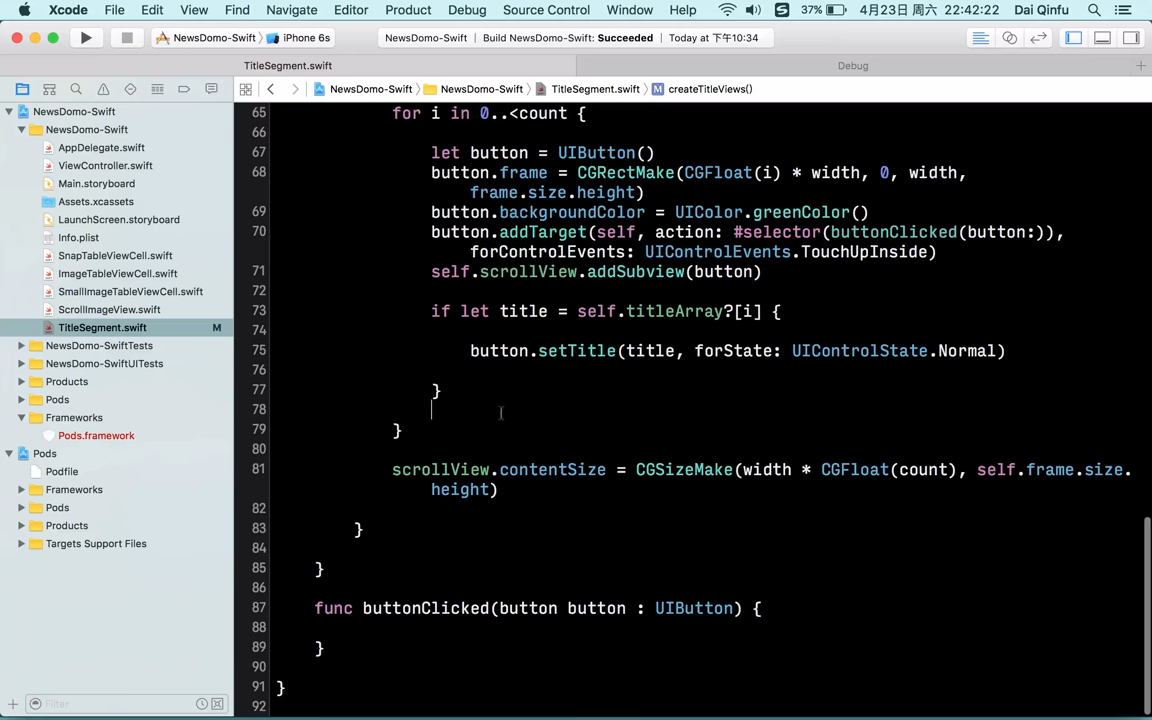 Xcode File Edit View Find Navigate Editor Product Debug Source Control Window Help 37% 4月23日 周六 22:42:22 Dai Qinfu
NewsDomo-Swift iPhone 6s NewsDomo-Swift | Build NewsDomo-Swift: Succeeded | Today at 下午10:34
TitleSegment.swift Debug
NewsDomo-Swift NewsDomo-Swift TitleSegment.swift M createTitleViews()
NewsDomo-Swift
NewsDomo-Swift
AppDelegate.swift
ViewController.swift
Main.storyboard
Assets.xcassets
LaunchScreen.storyboard
Info.plist
SnapTableViewCell.swift
ImageTableViewCell.swift
SmallImageTableViewCell.swift
ScrollImageView.swift
TitleSegment.swift M
NewsDomo-SwiftTests
NewsDomo-SwiftUITests
Products
Pods
Frameworks
Pods.framework
Pods
Podfile
Frameworks
Pods
Products
Targets Support Files
Filter
65 for i in 0..<count {
66
67 let button = UIButton()
68 button.frame = CGRectMake(CGFloat(i) * width, 0, width,
frame.size.height)
69 button.backgroundColor = UIColor.greenColor()
70 button.addTarget(self, action: #selector(buttonClicked(button:)),
forControlEvents: UIControlEvents.TouchUpInside)
71 self.scrollView.addSubview(button)
72
73 if let title = self.titleArray?[i] {
74
75 button.setTitle(title, forState: UIControlState.Normal)
76
77 }
78
79 }
80
81 scrollView.contentSize = CGSizeMake(width * CGFloat(count), self.frame.size.
height)
82
83 }
84
85 }
86
87 func buttonClicked(button button : UIButton) {
88
89 }
90
91 }
92